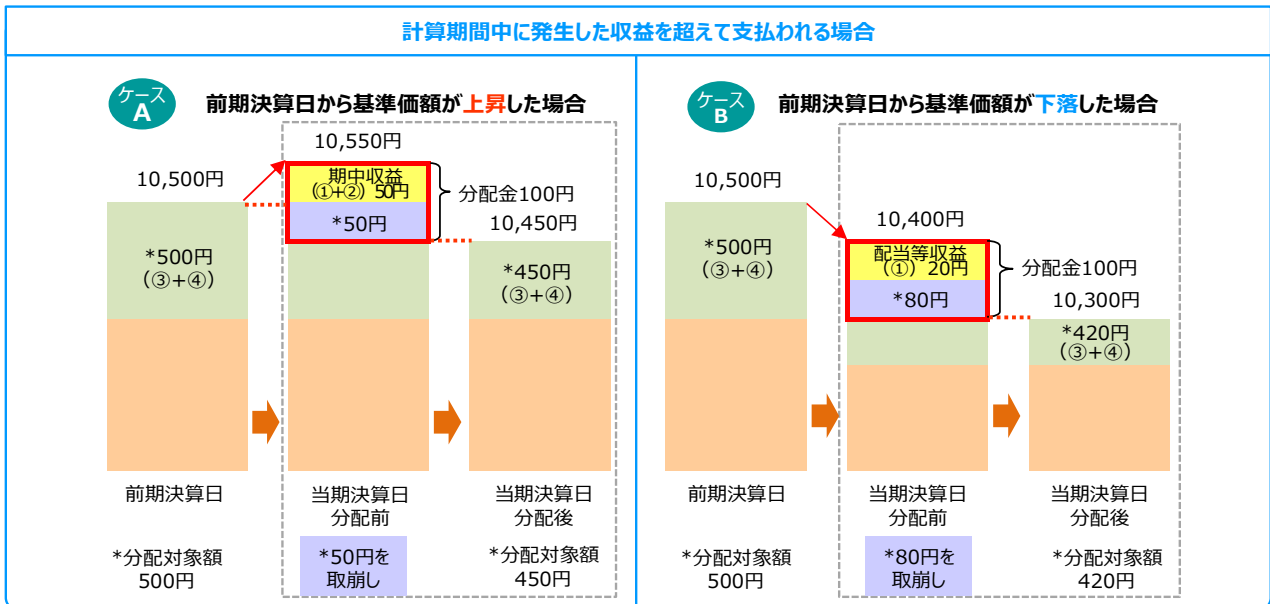 計算期間中に発生した収益を超えて支払われる場合
ケース
A
前期決算日から基準価額が上昇した場合
10,550円
10,500円
期中収益
(①+②) 50円
分配金100円
*50円
10,450円
*500円
(③+④)
*450円
(③+④)
前期決算日
当期決算日
分配前
当期決算日
分配後
*分配対象額
500円
*50円を
取崩し
*分配対象額
450円
ケース
B
前期決算日から基準価額が下落した場合
10,500円
10,400円
*500円
(③+④)
配当等収益
(①) 20円
分配金100円
*80円
10,300円
*420円
(③+④)
前期決算日
当期決算日
分配前
当期決算日
分配後
*分配対象額
500円
*80円を
取崩し
*分配対象額
420円